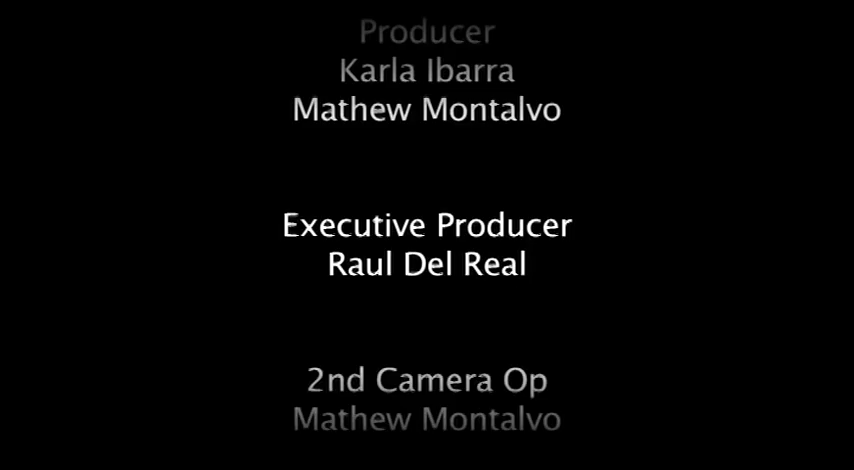 Producer
Karla Ibarra
Mathew Montalvo
Executive Producer
Raul Del Real
2nd Camera Op
Mathew Montalvo